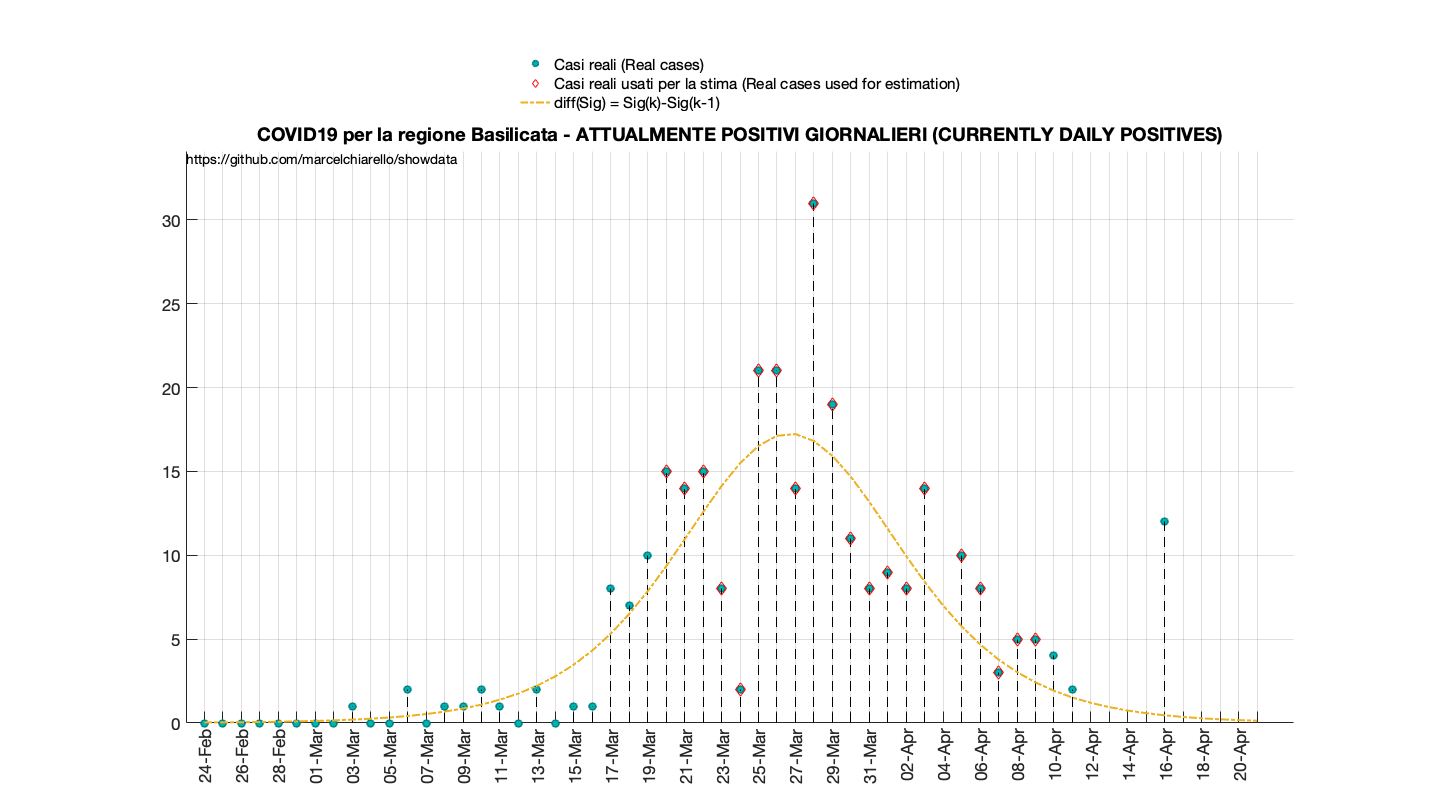 Casi reali (Real cases)
Casi reali usati per la stima (Real cases used for estimation)
diff(Sig) = Sig(k)-Sig(k-1)
COVID19 per la regione Basilicata - ATTUALMENTE POSITIVI GIORNALIERI (CURRENTLY DAILY POSITIVES)
https://github.com/marcelchiarello/showdata
30
25
20
15
10
5
0
24-Feb
26-Feb
28-Feb
01-Mar
03-Mar
05-Mar
07-Mar
09-Mar
11-Mar
13-Mar
15-Mar
17-Mar
19-Mar
21-Mar
23-Mar
25-Mar
27-Mar
29-Mar
31-Mar
02-Apr
04-Apr
06-Apr
08-Apr
10-Apr
12-Apr
14-Apr
16-Apr
18-Apr
20-Apr